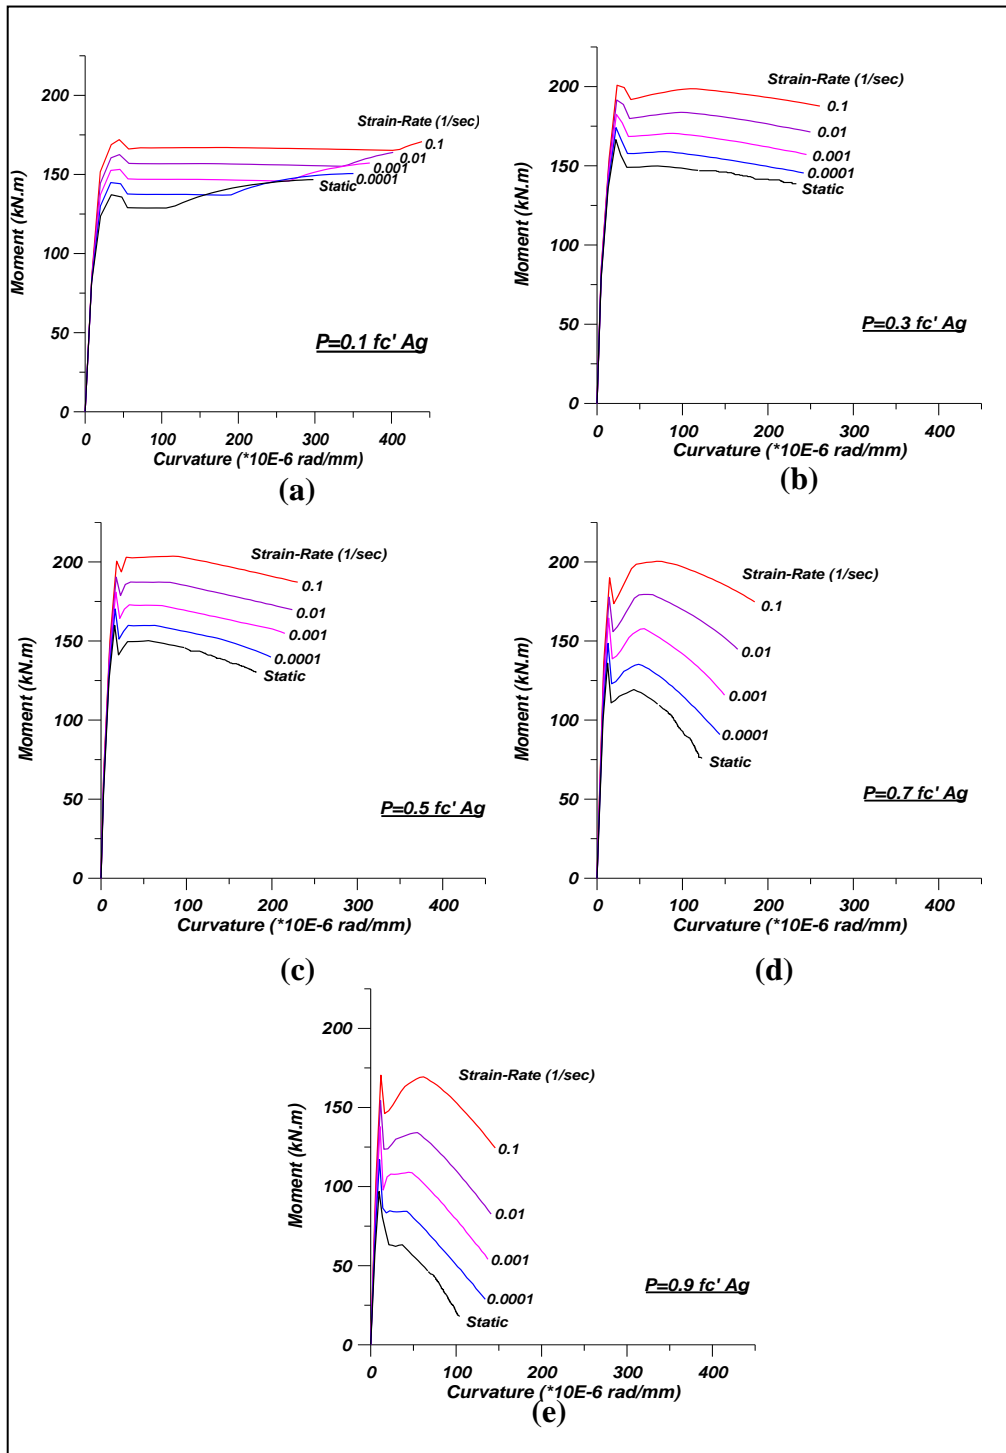 200
150
100
50
0
Moment (kN.m)
Strain-Rate (1/sec)
0.1
0.01
0.001
0.0001
Static
P=0.1 fc' Ag
0 100 200 300 400
Curvature (*10E-6 rad/mm)
(a)
200
150
100
50
0
Moment (kN.m)
Strain-Rate (1/sec)
0.1
0.01
0.001
0.0001
Static
P=0.3 fc' Ag
0 100 200 300 400
Curvature (*10E-6 rad/mm)
(b)
200
150
100
50
0
Moment (kN.m)
Strain-Rate (1/sec)
0.1
0.01
0.001
0.0001
Static
P=0.5 fc' Ag
0 100 200 300 400
Curvature (*10E-6 rad/mm)
(c)
200
150
100
50
0
Moment (kN.m)
Strain-Rate (1/sec)
0.1
0.01
0.001
0.0001
Static
P=0.7 fc' Ag
0 100 200 300 400
Curvature (*10E-6 rad/mm)
(d)
200
150
100
50
0
Moment (kN.m)
Strain-Rate (1/sec)
0.1
0.01
0.001
0.0001
Static
P=0.9 fc' Ag
0 100 200 300 400
Curvature (*10E-6 rad/mm)
(e)